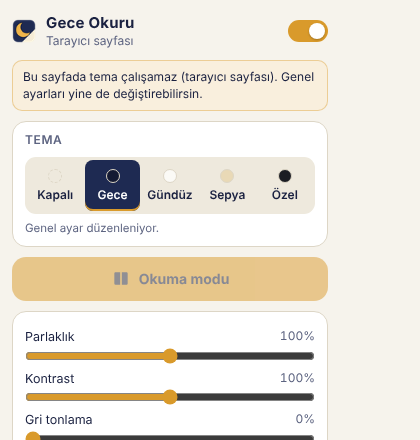 Gece Okuru
Tarayıcı sayfası
Bu sayfada tema çalışamaz (tarayıcı sayfası). Genel
ayarları yine de değiştirebilirsin.
TEMA
Kapalı Gece Gündüz Sepya Özel
Genel ayar düzenleniyor.
Okuma modu
Parlaklık 100%
Kontrast 100%
Gri tonlama 0%